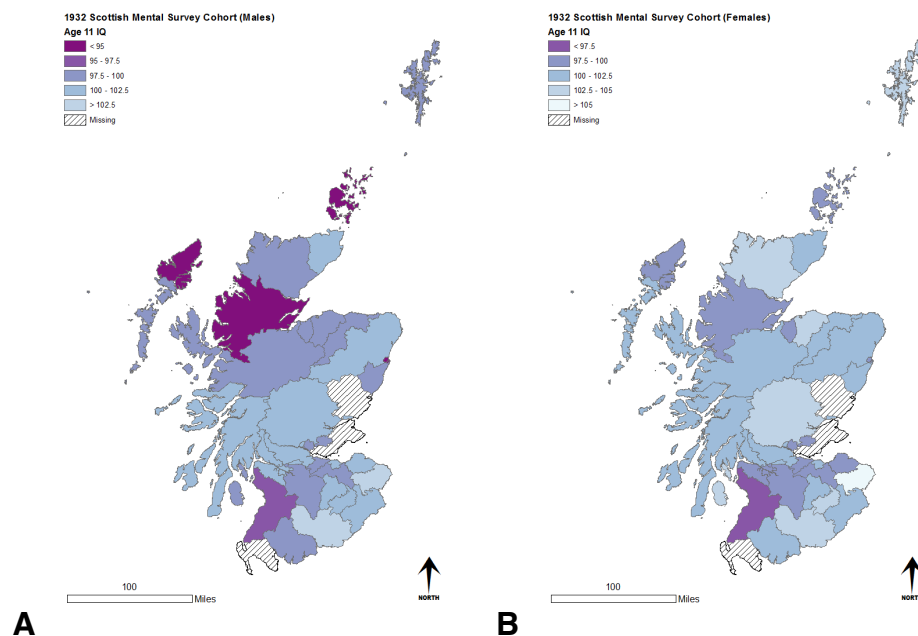 1932 Scottish Mental Survey Cohort (Males)
Age 11 IQ
< 95
95 - 97.5
97.5 - 100
100 - 102.5
> 102.5
Missing
100
Miles
NORTH
A
1932 Scottish Mental Survey Cohort (Females)
Age 11 IQ
< 97.5
97.5 - 100
100 - 102.5
102.5 - 105
> 105
Missing
100
Miles
NORTH
B